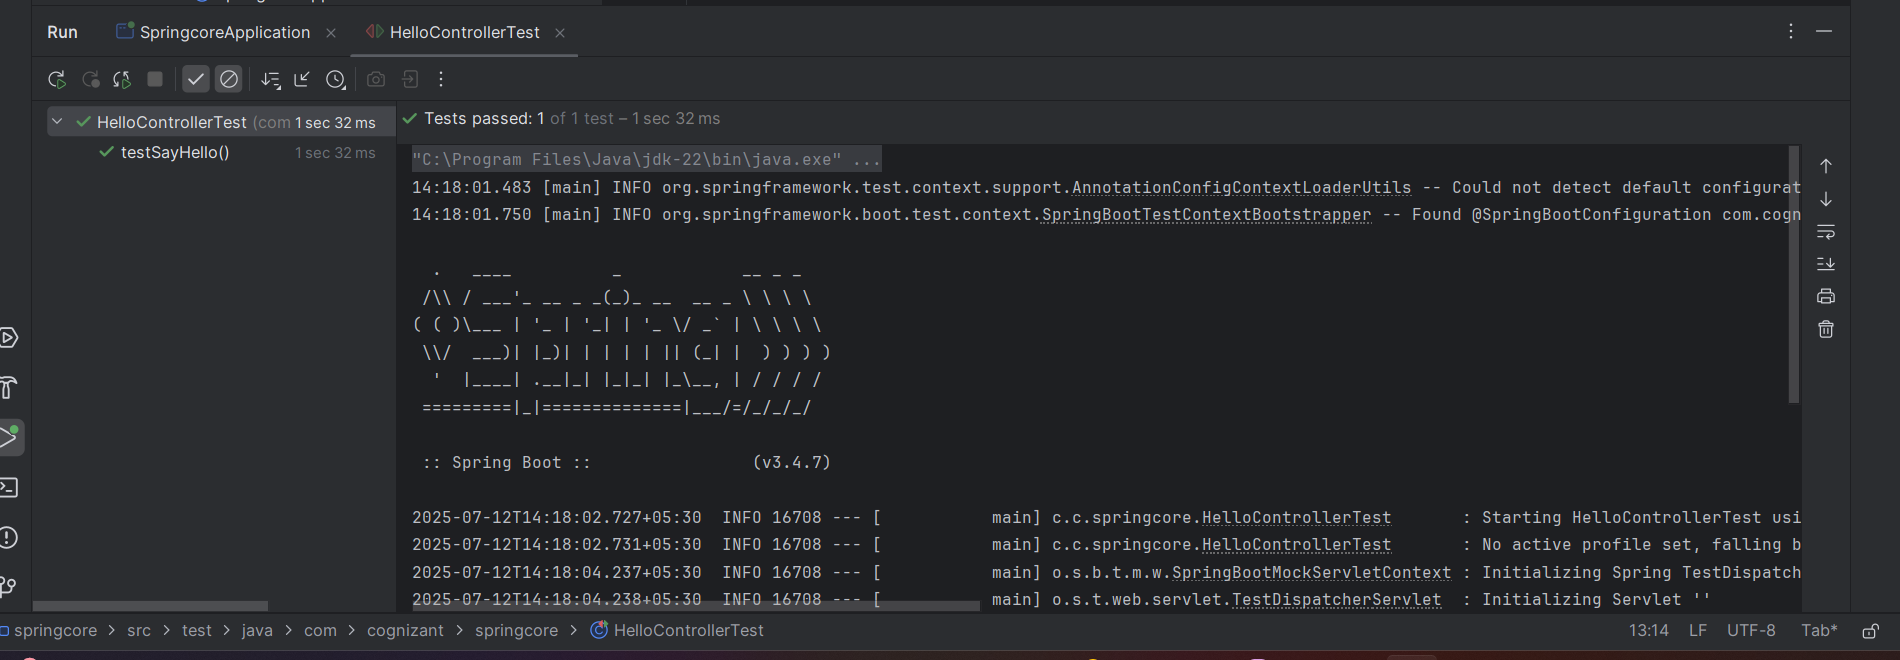 Run SpringcoreApplication HelloControllerTest
HelloControllerTest (com 1 sec 32 ms
testSayHello() 1 sec 32 ms
Tests passed: 1 of 1 test – 1 sec 32 ms
"C:\Program Files\Java\jdk-22\bin\java.exe" ...
14:18:01.483 [main] INFO org.springframework.test.context.support.AnnotationConfigContextLoaderUtils -- Could not detect default configurat
14:18:01.750 [main] INFO org.springframework.boot.test.context.SpringBootTestContextBootstrapper -- Found @SpringBootConfiguration com.cogn
  .   ____          _            __ _ _
 /\\ / ___'_ __ _ _(_)_ __  __ _ \ \ \ \
( ( )\___ | '_ | '_| | '_ \/ _` | \ \ \ \
 \\/  ___)| |_)| | | | | || (_| |  ) ) ) )
  '  |____| .__|_| |_|_| |_\__, | / / / /
 =========|_|==============|___/=/_/_/_/
 :: Spring Boot ::                (v3.4.7)
2025-07-12T14:18:02.727+05:30  INFO 16708 --- [           main] c.c.springcore.HelloControllerTest       : Starting HelloControllerTest usi
2025-07-12T14:18:02.731+05:30  INFO 16708 --- [           main] c.c.springcore.HelloControllerTest       : No active profile set, falling b
2025-07-12T14:18:04.237+05:30  INFO 16708 --- [           main] o.s.b.t.m.w.SpringBootMockServletContext : Initializing Spring TestDispatch
2025-07-12T14:18:04.238+05:30  INFO 16708 --- [           main] o.s.t.web.servlet.TestDispatcherServlet  : Initializing Servlet ''
springcore > src > test > java > com > cognizant > springcore > HelloControllerTest 13:14 LF UTF-8 Tab*